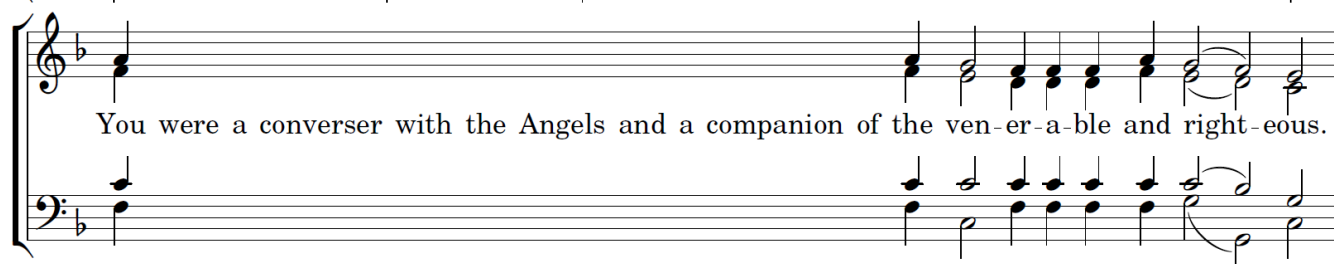 You were a converser with the Angels and a companion of the ven-er-a-ble and right-eous.